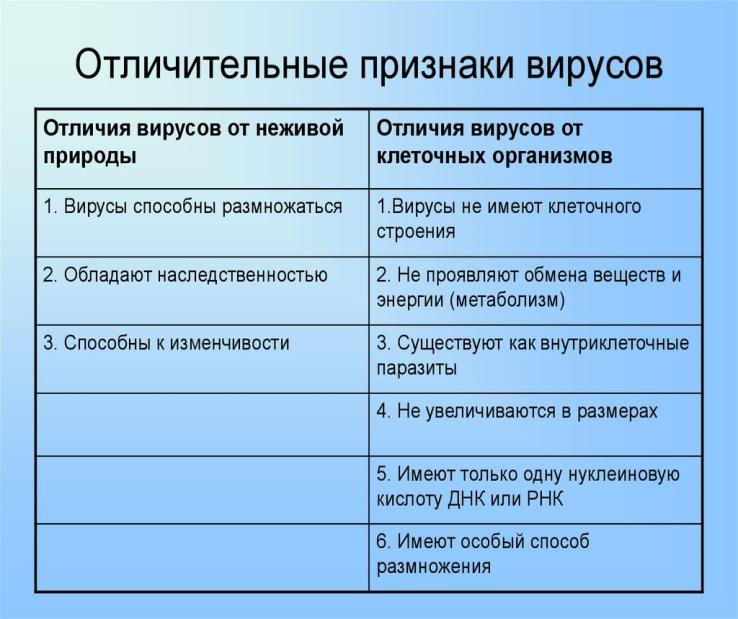 Отличительные признаки вирусов
Отличия вирусов от неживой
природы
Отличия вирусов от
клеточных организмов
1. Вирусы способны размножаться
1.Вирусы не имеют клеточного
строения
2. Обладают наследственностью
2. Не проявляют обмена веществ и
энергии (метаболизм)
3. Способны к изменчивости
3. Существуют как внутриклеточные
паразиты
4. Не увеличиваются в размерах
5. Имеют только одну нуклеиновую
кислоту ДНК или РНК
6. Имеют особый способ
размножения